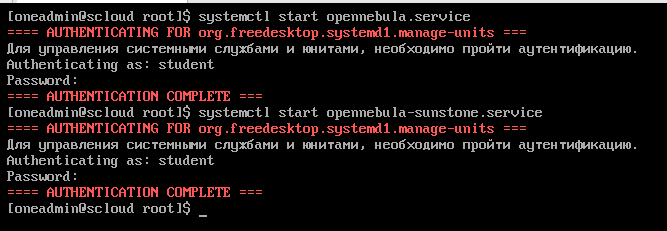 [oneadmin@scloud root]$ systemctl start opennebula.service
==== AUTHENTICATING FOR org.freedesktop.systemd1.manage-units ===
Для управления системными службами и юнитами, необходимо пройти аутентификацию.
Authenticating as: student
Password:
==== AUTHENTICATION COMPLETE ===
[oneadmin@scloud root]$ systemctl start opennebula-sunstone.service
==== AUTHENTICATING FOR org.freedesktop.systemd1.manage-units ===
Для управления системными службами и юнитами, необходимо пройти аутентификацию.
Authenticating as: student
Password:
==== AUTHENTICATION COMPLETE ===
[oneadmin@scloud root]$ _